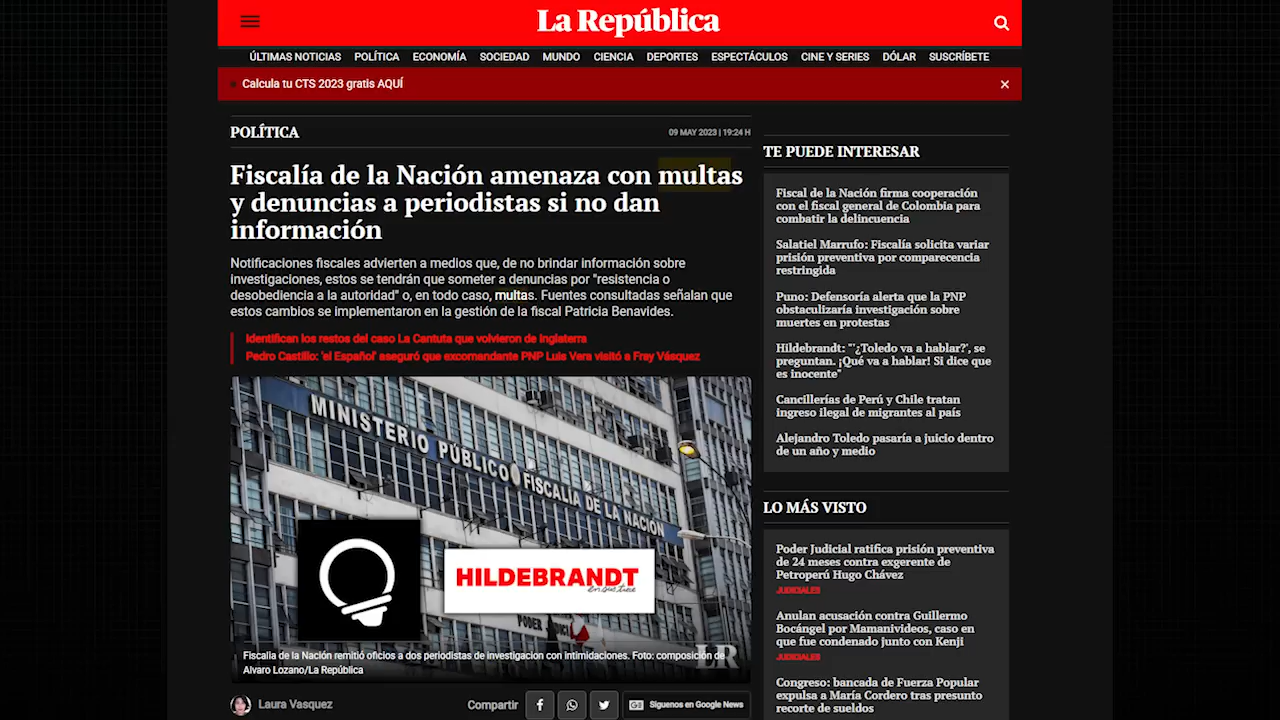 La República
ÚLTIMAS NOTICIAS POLÍTICA ECONOMÍA SOCIEDAD MUNDO CIENCIA DEPORTES ESPECTÁCULOS CINE Y SERIES DÓLAR SUSCRÍBETE
Calcula tu CTS 2023 gratis AQUÍ
POLÍTICA
09 MAY 2023 | 19:24 H
Fiscalía de la Nación amenaza con multas
y denuncias a periodistas si no dan
información
Notificaciones fiscales advierten a medios que, de no brindar información sobre
investigaciones, estos se tendrán que someter a denuncias por "resistencia o
desobediencia a la autoridad" o, en todo caso, multas. Fuentes consultadas señalan que
estos cambios se implementaron en la gestión de la fiscal Patricia Benavides.
Identifican los restos del caso La Cantuta que volvieron de Inglaterra
Pedro Castillo: 'el Español' aseguró que excomandante PNP Luis Vera visitó a Fray Vásquez
MINISTERIO PÚBLICO FISCALÍA DE LA NACIÓN
HILDEBRANDT
en sus trece
PODER JUDICIAL
LR
Fiscalia de la Nación remitió oficios a dos periodistas de investigacion con intimidaciones. Foto: composición de
Alvaro Lozano/La República
Laura Vasquez
Compartir
Síguenos en Google News
TE PUEDE INTERESAR
Fiscal de la Nación firma cooperación
con el fiscal general de Colombia para
combatir la delincuencia
Salatiel Marrufo: Fiscalía solicita variar
prisión preventiva por comparecencia
restringida
Puno: Defensoría alerta que la PNP
obstaculizaría investigación sobre
muertes en protestas
Hildebrandt: "'¿Toledo va a hablar?', se
preguntan. ¡Qué va a hablar! Si dice que
es inocente"
Cancillerías de Perú y Chile tratan
ingreso ilegal de migrantes al país
Alejandro Toledo pasaría a juicio dentro
de un año y medio
LO MÁS VISTO
Poder Judicial ratifica prisión preventiva
de 24 meses contra exgerente de
Petroperú Hugo Chávez
JUDICIALES
Anulan acusación contra Guillermo
Bocángel por Mamanivideos, caso en
que fue condenado junto con Kenji
JUDICIALES
Congreso: bancada de Fuerza Popular
expulsa a María Cordero tras presunto
recorte de sueldos